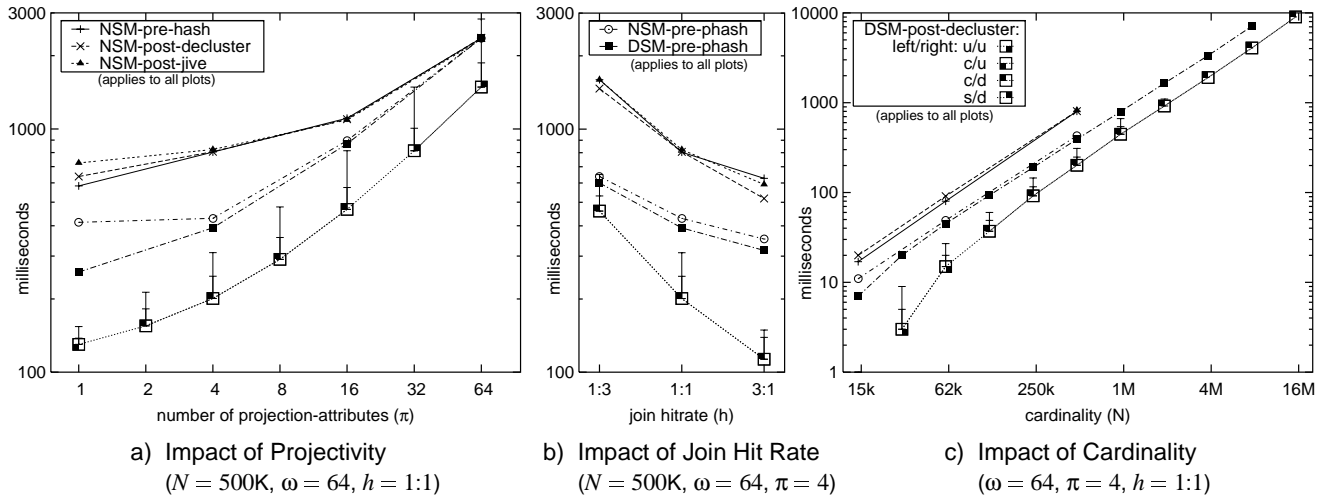 3000
1000
100
milliseconds
NSM-pre-hash
NSM-post-decluster
NSM-post-jive
(applies to all plots)
1 2 4 8 16 32 64
number of projection-attributes (π)
a) Impact of Projectivity
(N = 500K, ω = 64, h = 1:1)
3000
1000
100
milliseconds
NSM-pre-phash
DSM-pre-phash
(applies to all plots)
1:3 1:1 3:1
join hitrate (h)
b) Impact of Join Hit Rate
(N = 500K, ω = 64, π = 4)
10000
1000
100
10
1
milliseconds
DSM-post-decluster:
left/right: u/u
c/u
c/d
s/d
(applies to all plots)
15k 62k 250k 1M 4M 16M
cardinality (N)
c) Impact of Cardinality
(ω = 64, π = 4, h = 1:1)